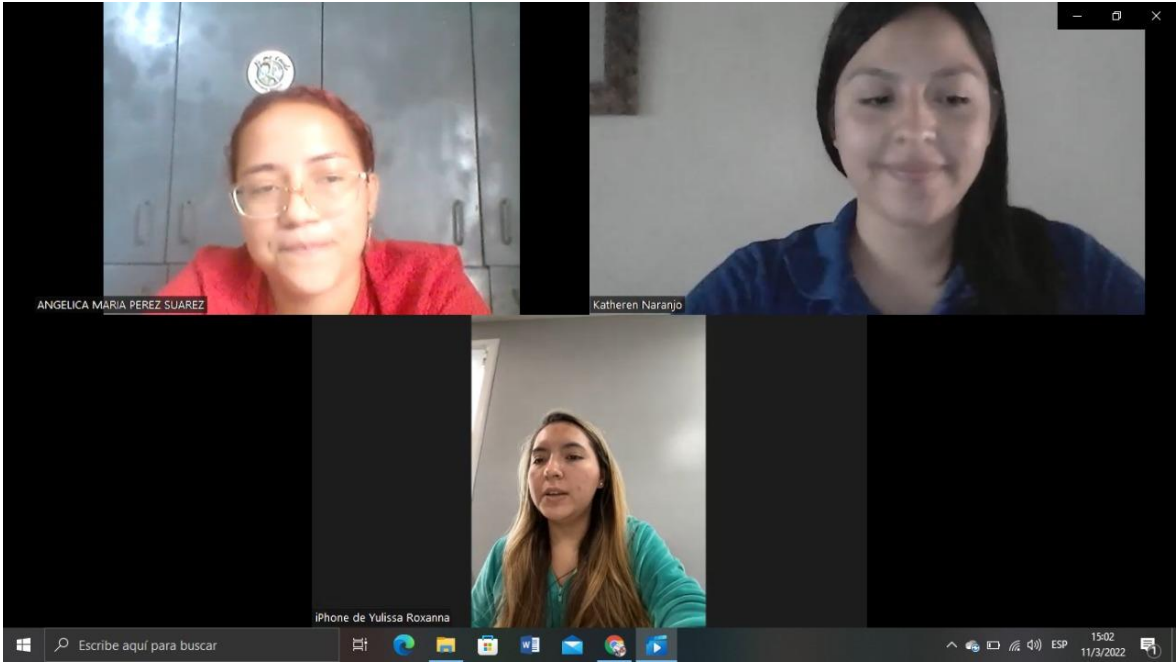 ANGELICA MARIA PEREZ SUAREZ
Katheren Naranjo
iPhone de Yulissa Roxanna
Escribe aquí para buscar
ESP
15:02
11/3/2022
1